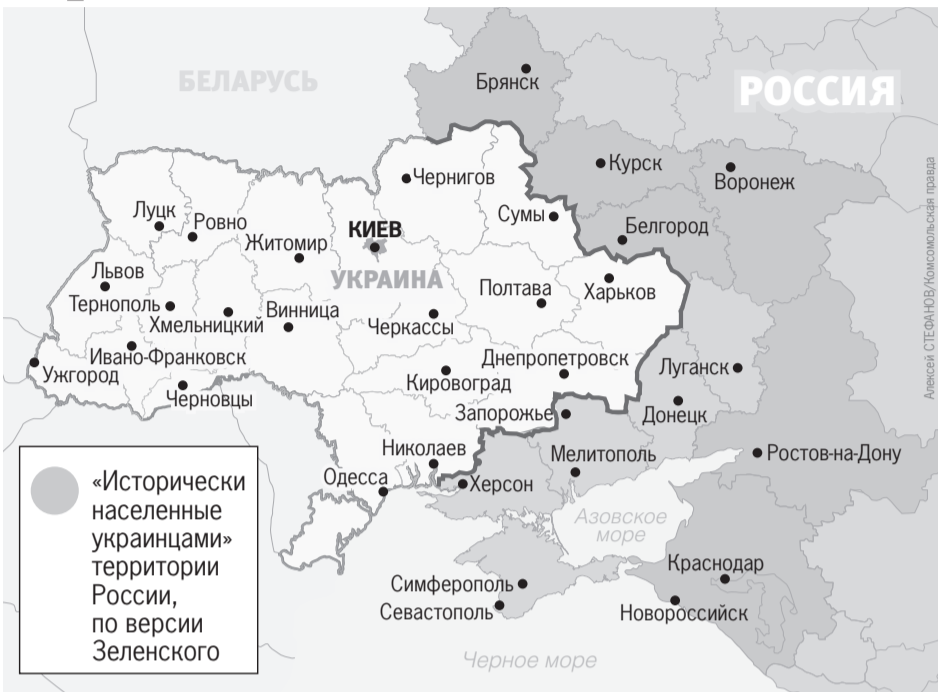 БЕЛАРУСЬ
РОССИЯ
Брянск
Курск
Воронеж
Чернигов
Сумы
Белгород
Луцк
Ровно
Житомир
КИЕВ
УКРАИНА
Львов
Тернополь
Хмельницкий
Винница
Черкассы
Полтава
Харьков
Ивано-Франковск
Ужгород
Черновцы
Кировоград
Днепропетровск
Луганск
Донецк
Запорожье
Николаев
Одесса
Херсон
Мелитополь
Ростов-на-Дону
Азовское
море
Краснодар
Симферополь
Севастополь
Новороссийск
Черное море
«Исторически
населенные
украинцами»
территории
России,
по версии
Зеленского
Алексей СТЕФАНОВ/Комсомольская правда